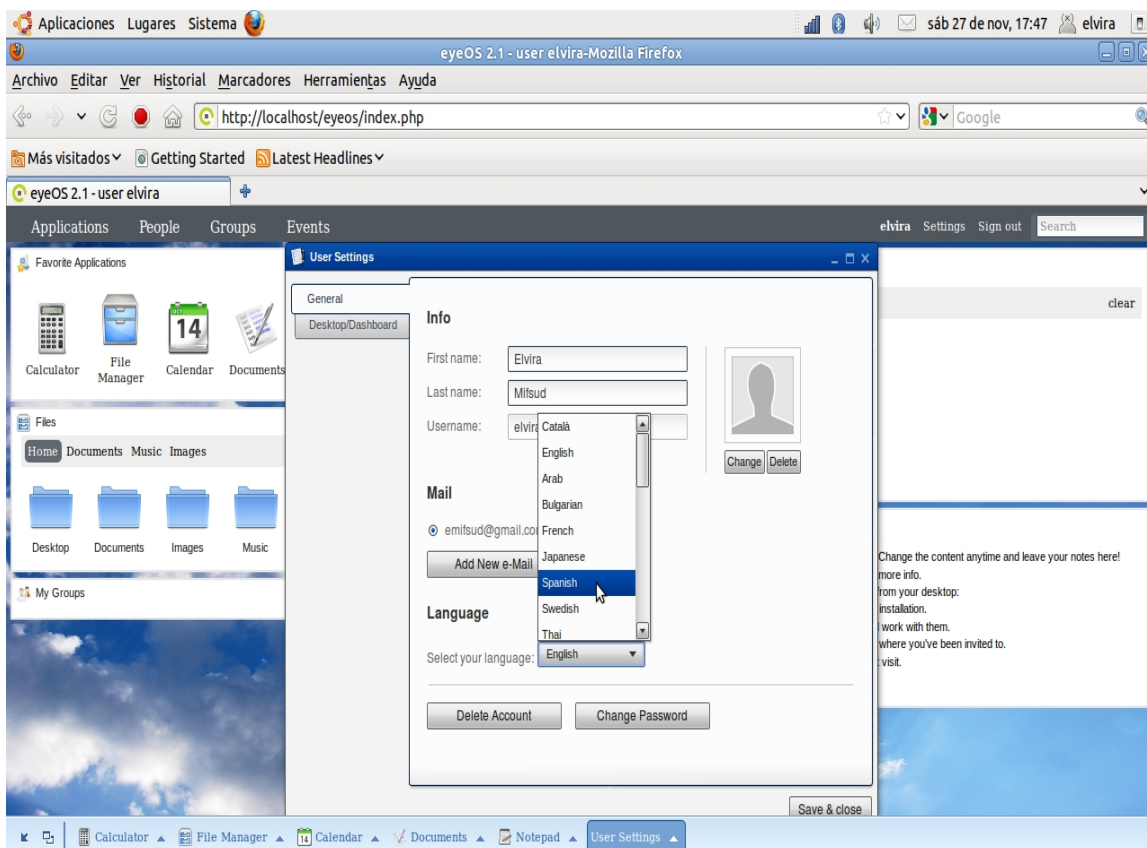 Aplicaciones Lugares Sistema sáb 27 de nov, 17:47 elvira
eyeOS 2.1 - user elvira-Mozilla Firefox
Archivo Editar Ver Historial Marcadores Herramientas Ayuda
http://localhost/eyeos/index.php Google
Más visitados Getting Started Latest Headlines
eyeOS 2.1 - user elvira
Applications People Groups Events elvira Settings Sign out Search
Favorite Applications
OCT
14
Calculator File Manager Calendar Documents
Files
Home Documents Music Images
Desktop Documents Images Music
My Groups
User Settings
General
Desktop/Dashboard
Info
First name: Elvira
Last name: Mifsud
Username: elvira
Change Delete
Mail
emifsud@gmail.co
Add New e-Mail
Language
Català
English
Arab
Bulgarian
French
Japanese
Spanish
Swedish
Thai
Select your language: English
Delete Account Change Password
Save & close
clear
Change the content anytime and leave your notes here!
more info.
from your desktop:
installation.
work with them.
where you've been invited to.
visit.
Calculator File Manager 14 Calendar Documents Notepad User Settings